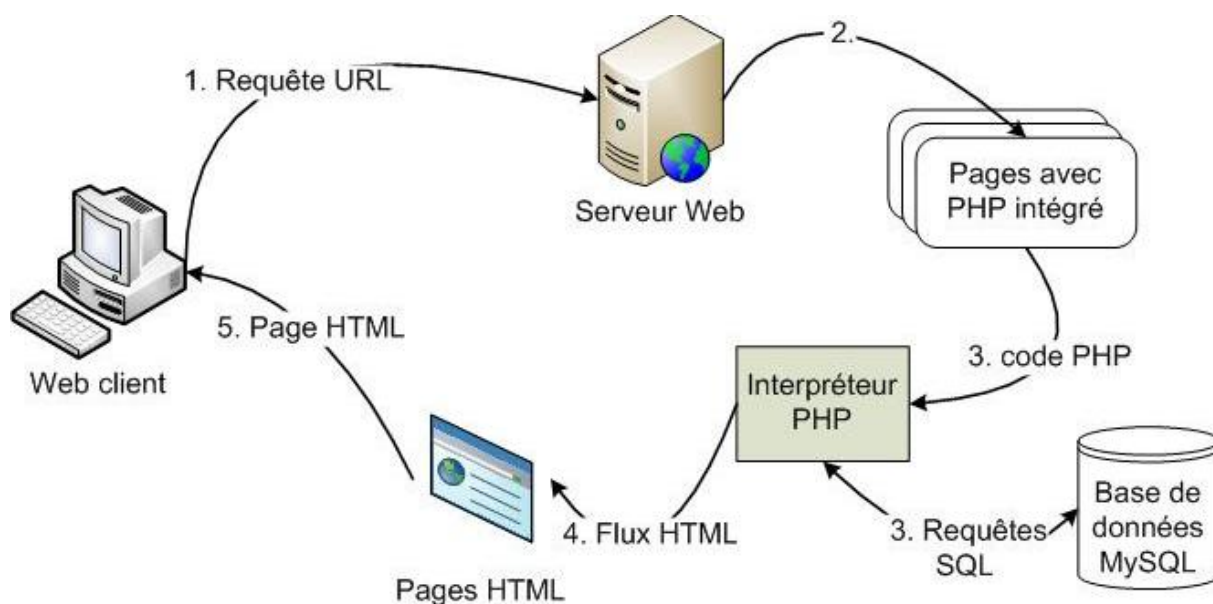 1. Requête URL
2.
Serveur Web
Pages avec
PHP intégré
Web client
5. Page HTML
3. code PHP
Interpréteur
PHP
4. Flux HTML
3. Requêtes
SQL
Base de
données
MySQL
Pages HTML